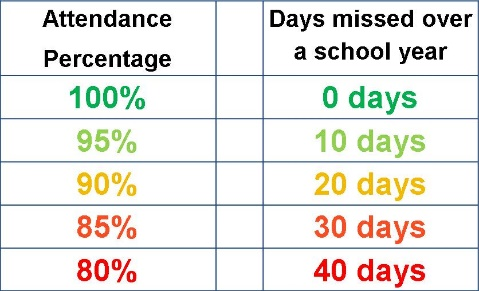 Attendance Percentage
Days missed over a school year
100% 0 days
95% 10 days
90% 20 days
85% 30 days
80% 40 days